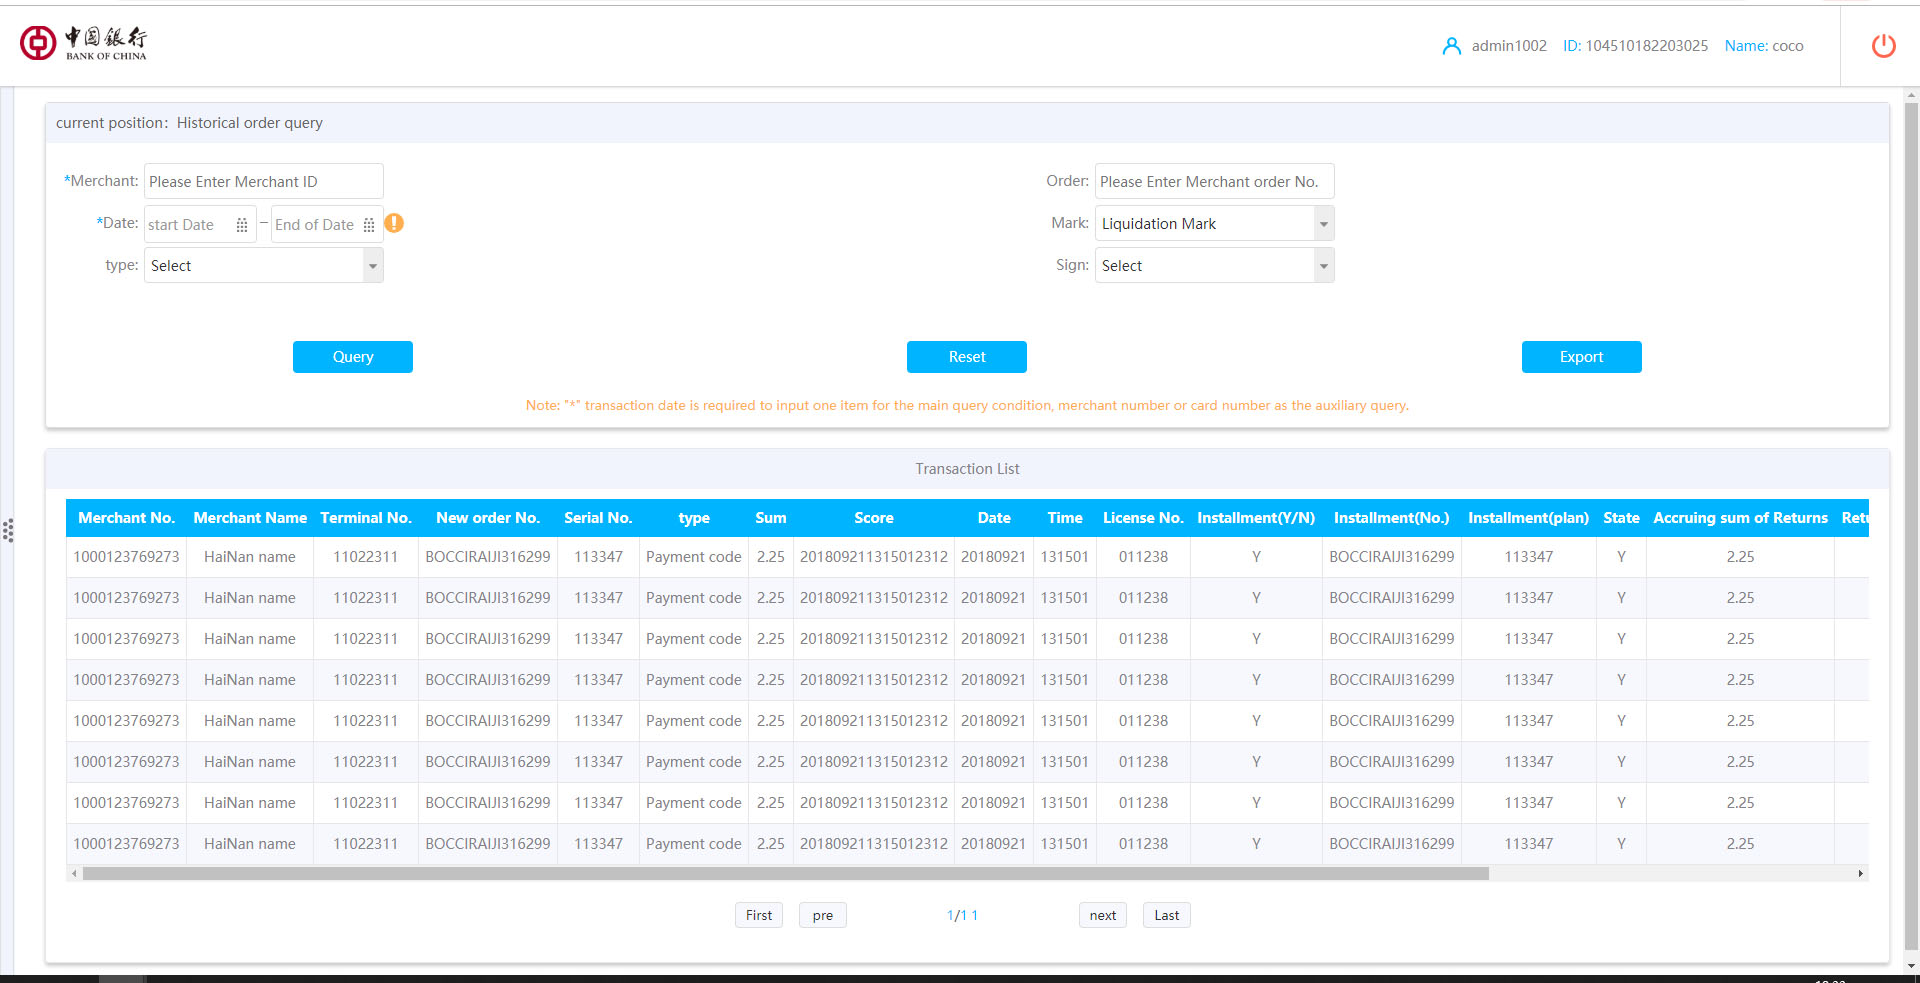 中国银行
BANK OF CHINA
admin1002 ID: 104510182203025 Name: coco
current position: Historical order query
*Merchant: Please Enter Merchant ID Order: Please Enter Merchant order No.
*Date: start Date – End of Date Mark: Liquidation Mark
type: Select Sign: Select
Query Reset Export
Note: "*" transaction date is required to input one item for the main query condition, merchant number or card number as the auxiliary query.
Transaction List
Merchant No. Merchant Name Terminal No. New order No. Serial No. type Sum Score Date Time License No. Installment(Y/N) Installment(No.) Installment(plan) State Accruing sum of Returns
1000123769273 HaiNan name 11022311 BOCCIRAIJI316299 113347 Payment code 2.25 201809211315012312 20180921 131501 011238 Y BOCCIRAIJI316299 113347 Y 2.25
1000123769273 HaiNan name 11022311 BOCCIRAIJI316299 113347 Payment code 2.25 201809211315012312 20180921 131501 011238 Y BOCCIRAIJI316299 113347 Y 2.25
1000123769273 HaiNan name 11022311 BOCCIRAIJI316299 113347 Payment code 2.25 201809211315012312 20180921 131501 011238 Y BOCCIRAIJI316299 113347 Y 2.25
1000123769273 HaiNan name 11022311 BOCCIRAIJI316299 113347 Payment code 2.25 201809211315012312 20180921 131501 011238 Y BOCCIRAIJI316299 113347 Y 2.25
1000123769273 HaiNan name 11022311 BOCCIRAIJI316299 113347 Payment code 2.25 201809211315012312 20180921 131501 011238 Y BOCCIRAIJI316299 113347 Y 2.25
1000123769273 HaiNan name 11022311 BOCCIRAIJI316299 113347 Payment code 2.25 201809211315012312 20180921 131501 011238 Y BOCCIRAIJI316299 113347 Y 2.25
1000123769273 HaiNan name 11022311 BOCCIRAIJI316299 113347 Payment code 2.25 201809211315012312 20180921 131501 011238 Y BOCCIRAIJI316299 113347 Y 2.25
1000123769273 HaiNan name 11022311 BOCCIRAIJI316299 113347 Payment code 2.25 201809211315012312 20180921 131501 011238 Y BOCCIRAIJI316299 113347 Y 2.25
First pre 1/1 1 next Last